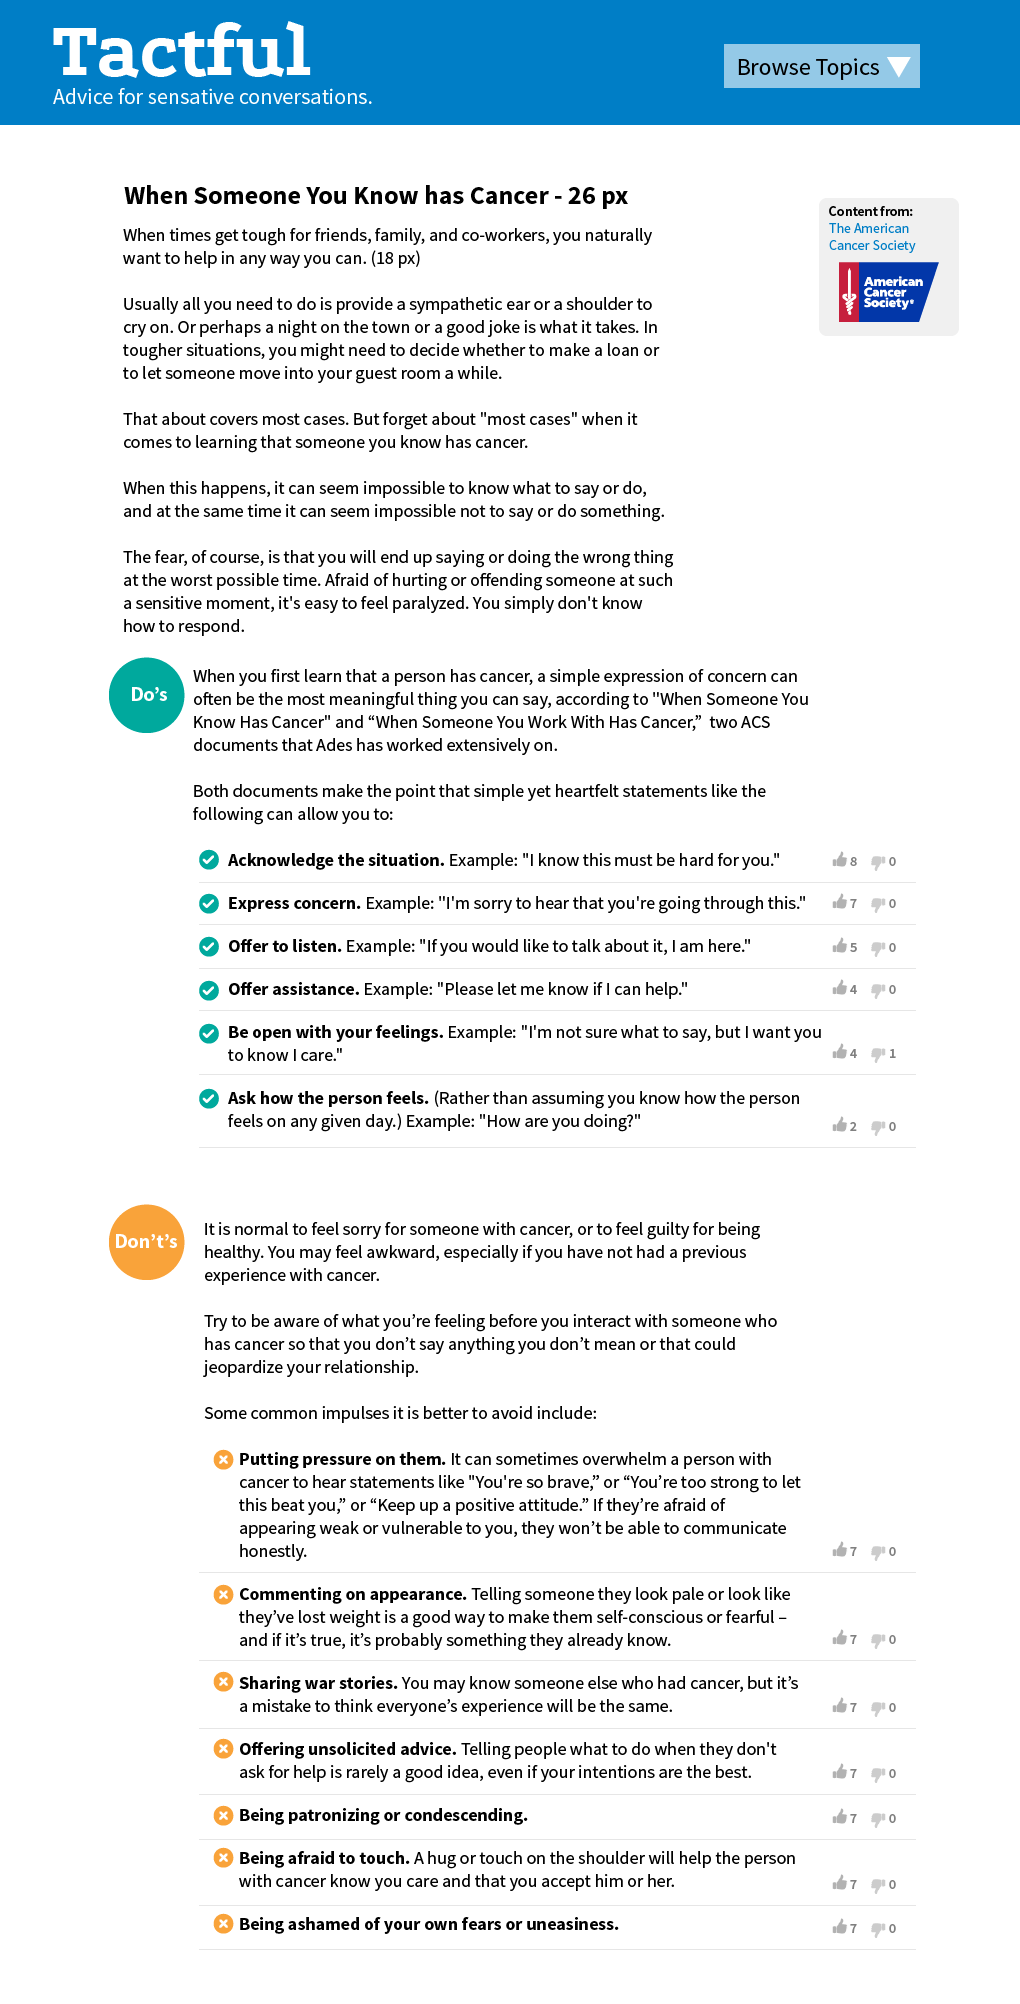 Tactful
Advice for sensative conversations.
Browse Topics
When Someone You Know has Cancer - 26 px
When times get tough for friends, family, and co-workers, you naturally
want to help in any way you can. (18 px)
Usually all you need to do is provide a sympathetic ear or a shoulder to
cry on. Or perhaps a night on the town or a good joke is what it takes. In
tougher situations, you might need to decide whether to make a loan or
to let someone move into your guest room a while.
That about covers most cases. But forget about "most cases" when it
comes to learning that someone you know has cancer.
When this happens, it can seem impossible to know what to say or do,
and at the same time it can seem impossible not to say or do something.
The fear, of course, is that you will end up saying or doing the wrong thing
at the worst possible time. Afraid of hurting or offending someone at such
a sensitive moment, it's easy to feel paralyzed. You simply don't know
how to respond.
Content from:
The American
Cancer Society
American
Cancer
Society®
Do’s
When you first learn that a person has cancer, a simple expression of concern can
often be the most meaningful thing you can say, according to "When Someone You
Know Has Cancer" and “When Someone You Work With Has Cancer,”  two ACS
documents that Ades has worked extensively on.
Both documents make the point that simple yet heartfelt statements like the
following can allow you to:
Acknowledge the situation. Example: "I know this must be hard for you." 8 0
Express concern. Example: "I'm sorry to hear that you're going through this." 7 0
Offer to listen. Example: "If you would like to talk about it, I am here." 5 0
Offer assistance. Example: "Please let me know if I can help." 4 0
Be open with your feelings. Example: "I'm not sure what to say, but I want you
to know I care." 4 1
Ask how the person feels. (Rather than assuming you know how the person
feels on any given day.) Example: "How are you doing?" 2 0
Don’t’s
It is normal to feel sorry for someone with cancer, or to feel guilty for being
healthy. You may feel awkward, especially if you have not had a previous
experience with cancer.
Try to be aware of what you’re feeling before you interact with someone who
has cancer so that you don’t say anything you don’t mean or that could
jeopardize your relationship.
Some common impulses it is better to avoid include:
Putting pressure on them. It can sometimes overwhelm a person with
cancer to hear statements like "You're so brave,” or “You’re too strong to let
this beat you,” or “Keep up a positive attitude.” If they’re afraid of
appearing weak or vulnerable to you, they won’t be able to communicate
honestly. 7 0
Commenting on appearance. Telling someone they look pale or look like
they’ve lost weight is a good way to make them self-conscious or fearful –
and if it’s true, it’s probably something they already know. 7 0
Sharing war stories. You may know someone else who had cancer, but it’s
a mistake to think everyone’s experience will be the same. 7 0
Offering unsolicited advice. Telling people what to do when they don't
ask for help is rarely a good idea, even if your intentions are the best. 7 0
Being patronizing or condescending. 7 0
Being afraid to touch. A hug or touch on the shoulder will help the person
with cancer know you care and that you accept him or her. 7 0
Being ashamed of your own fears or uneasiness. 7 0